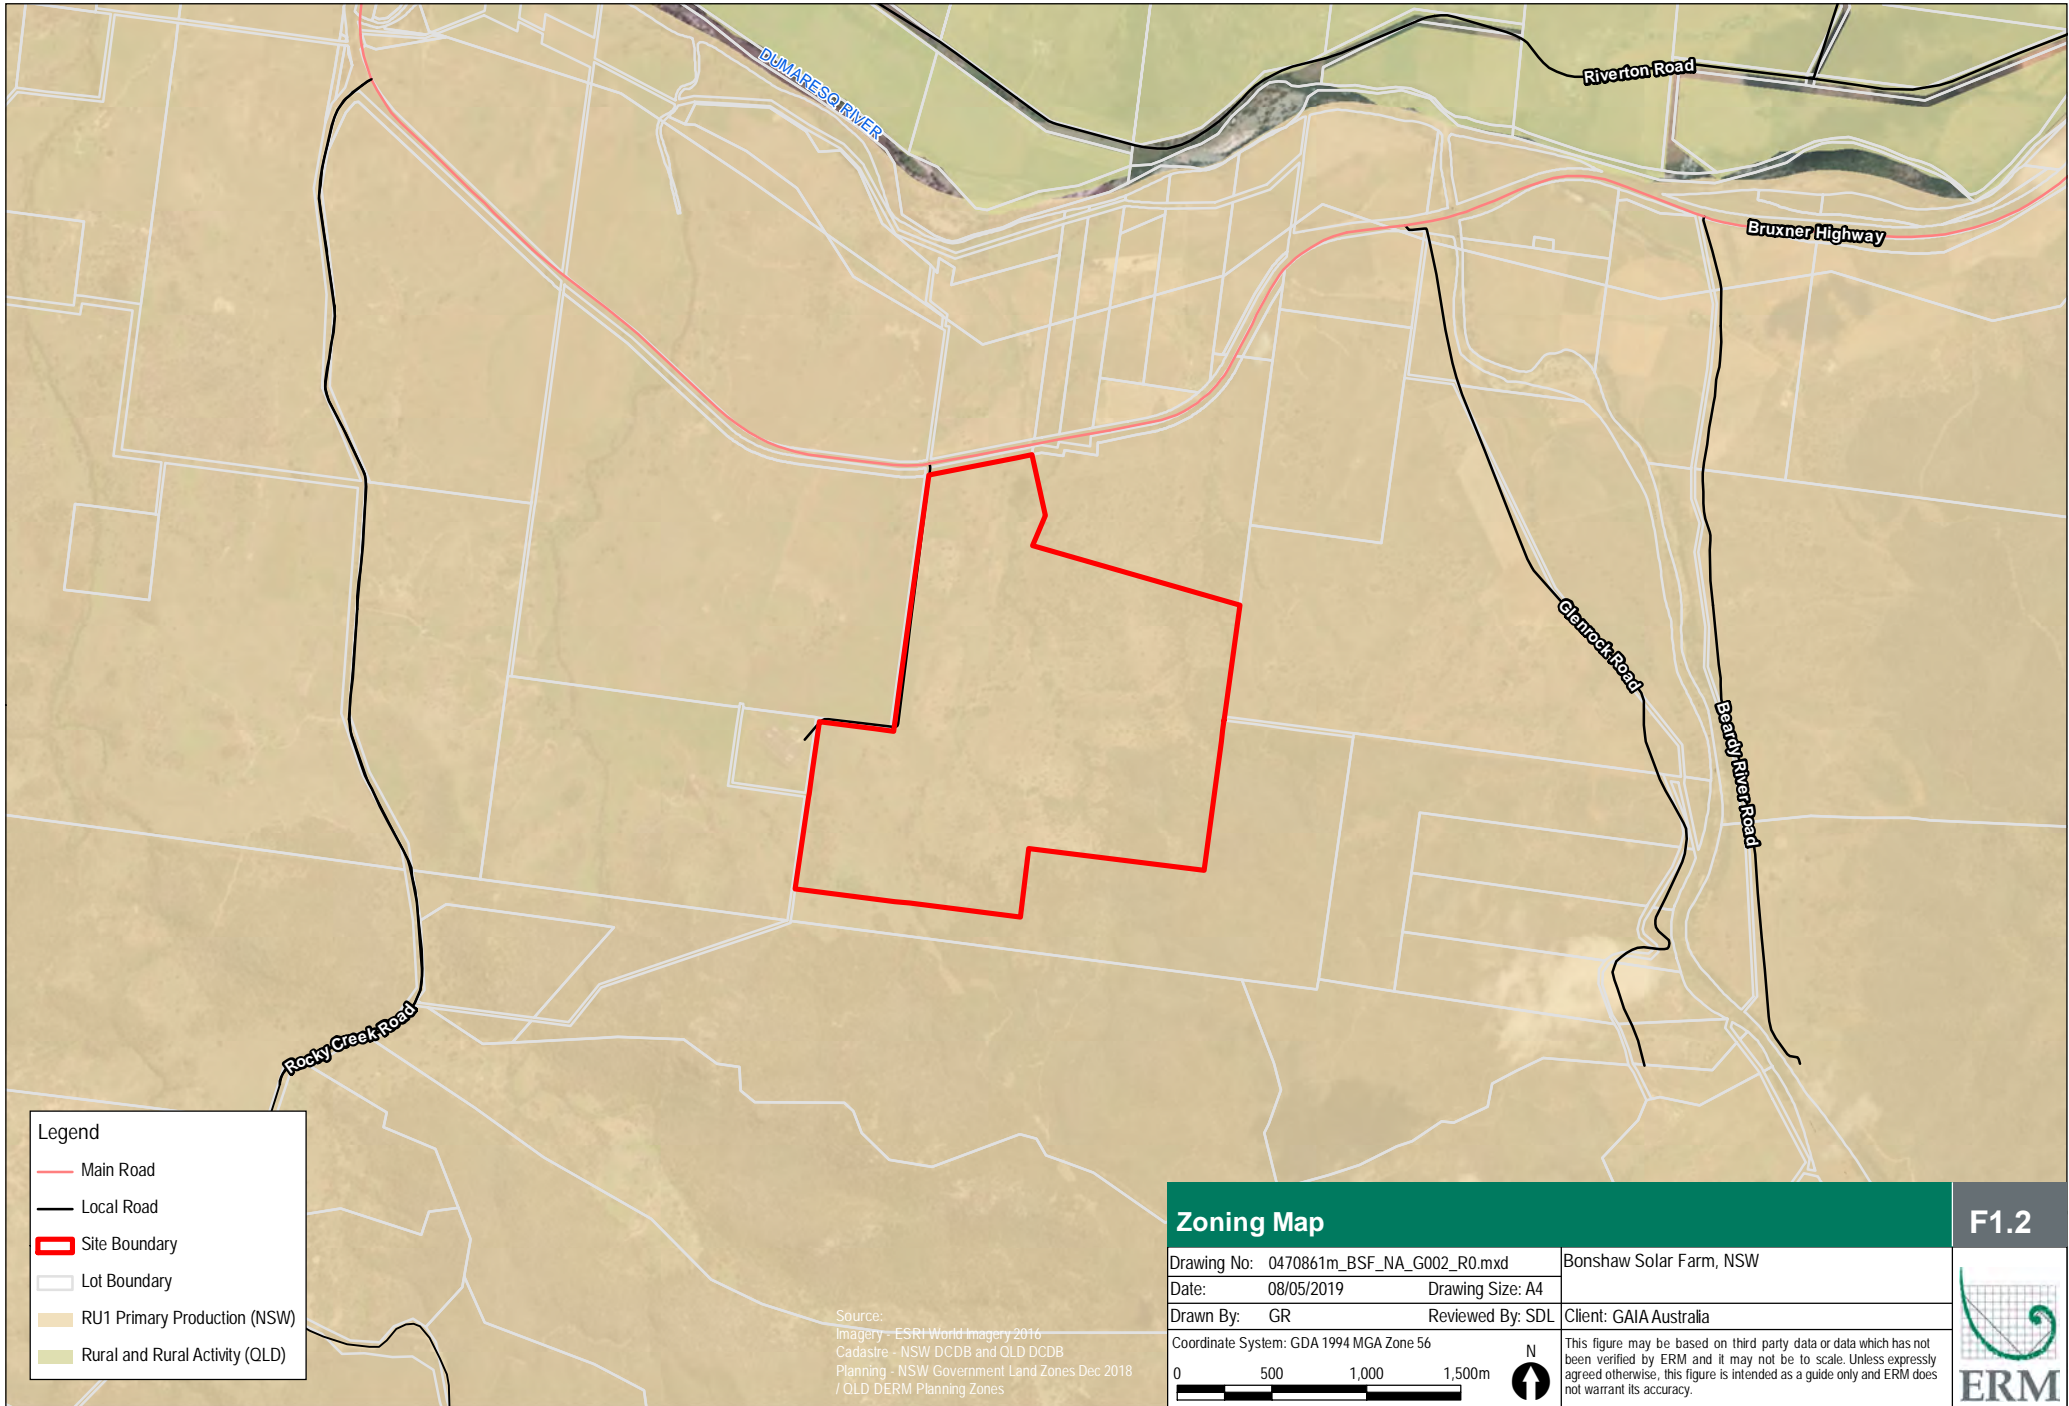 DUMARESQ RIVER
Riverton Road
Bruxner Highway
Glenrock Road
Beardy River Road
Rocky Creek Road
Legend
Main Road
Local Road
Site Boundary
Lot Boundary
RU1 Primary Production (NSW)
Rural and Rural Activity (QLD)
Source:
Imagery - ESRI World Imagery 2016
Cadastre - NSW DCDB and QLD DCDB
Planning - NSW Government Land Zones Dec 2018
/ QLD DERM Planning Zones
Zoning Map
F1.2
Drawing No: 0470861m_BSF_NA_G002_R0.mxd
Bonshaw Solar Farm, NSW
Date: 08/05/2019 Drawing Size: A4
Drawn By: GR Reviewed By: SDL
Client: GAIA Australia
Coordinate System: GDA 1994 MGA Zone 56
0 500 1,000 1,500m
N
This figure may be based on third party data or data which has not
been verified by ERM and it may not be to scale. Unless expressly
agreed otherwise, this figure is intended as a guide only and ERM does
not warrant its accuracy.
ERM